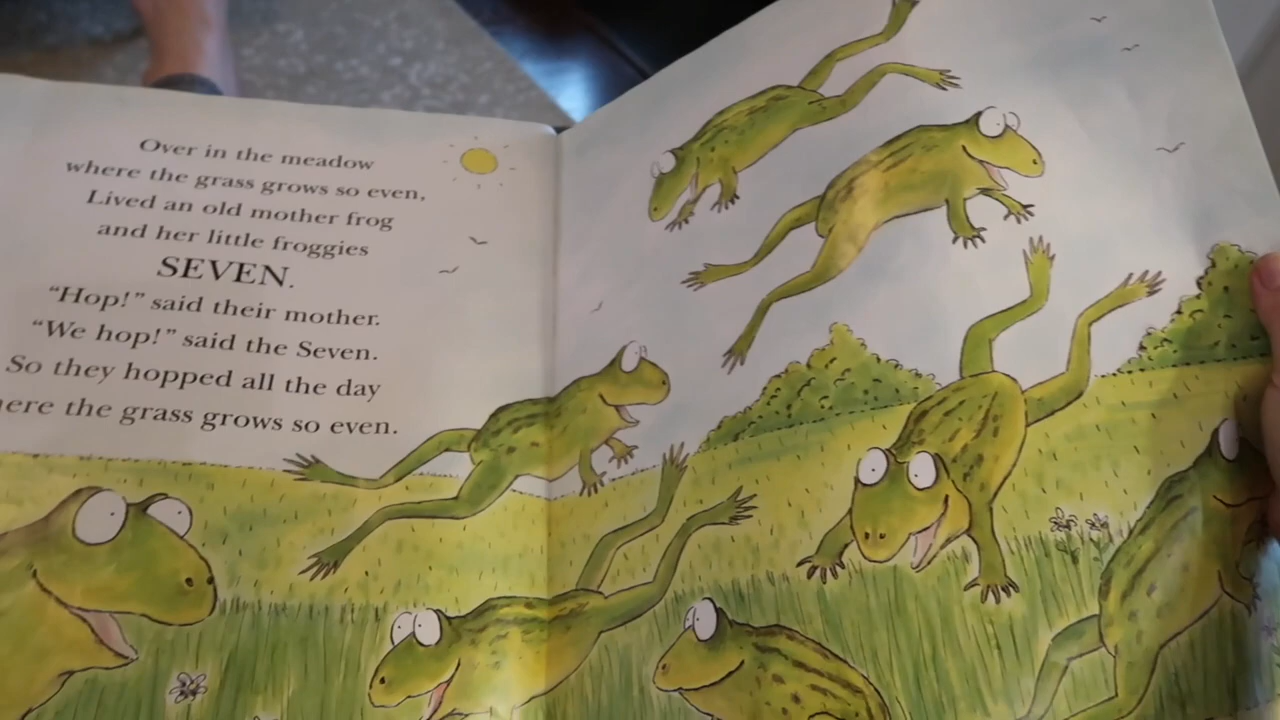 Over in the meadow
where the grass grows so even,
Lived an old mother frog
and her little froggies
SEVEN.
“Hop!” said their mother.
“We hop!” said the Seven.
So they hopped all the day
here the grass grows so even.